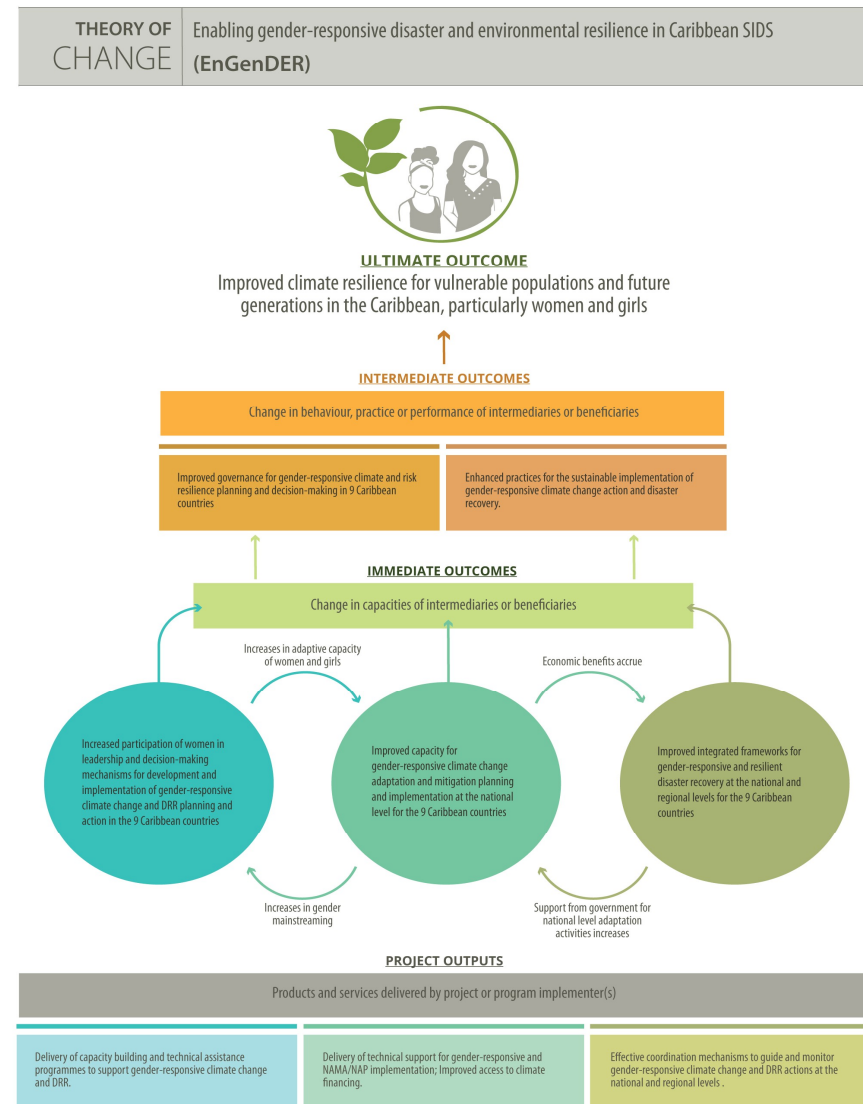 THEORY OF
CHANGE
Enabling gender-responsive disaster and environmental resilience in Caribbean SIDS
(EnGenDER)
ULTIMATE OUTCOME
Improved climate resilience for vulnerable populations and future
generations in the Caribbean, particularly women and girls
INTERMEDIATE OUTCOMES
Change in behaviour, practice or performance of intermediaries or beneficiaries
Improved governance for gender-responsive climate and risk
resilience planning and decision-making in 9 Caribbean
countries
Enhanced practices for the sustainable implementation of
gender-responsive climate change action and disaster
recovery.
IMMEDIATE OUTCOMES
Change in capacities of intermediaries or beneficiaries
Increases in adaptive capacity
of women and girls
Economic benefits accrue
Increased participation of women in
leadership and decision-making
mechanisms for development and
implementation of gender-responsive
climate change and DRR planning and
action in the 9 Caribbean countries
Improved capacity for
gender-responsive climate change
adaptation and mitigation planning
and implementation at the national
level for the 9 Caribbean countries
Improved integrated frameworks for
gender-responsive and resilient
disaster recovery at the national and
regional levels for the 9 Caribbean
countries
Increases in gender
mainstreaming
Support from government for
national level adaptation
activities increases
PROJECT OUTPUTS
Products and services delivered by project or program implementer(s)
Delivery of capacity building and technical assistance
programmes to support gender-responsive climate change
and DRR.
Delivery of technical support for gender-responsive and
NAMA/NAP implementation; Improved access to climate
financing.
Effective coordination mechanisms to guide and monitor
gender-responsive climate change and DRR actions at the
national and regional levels .